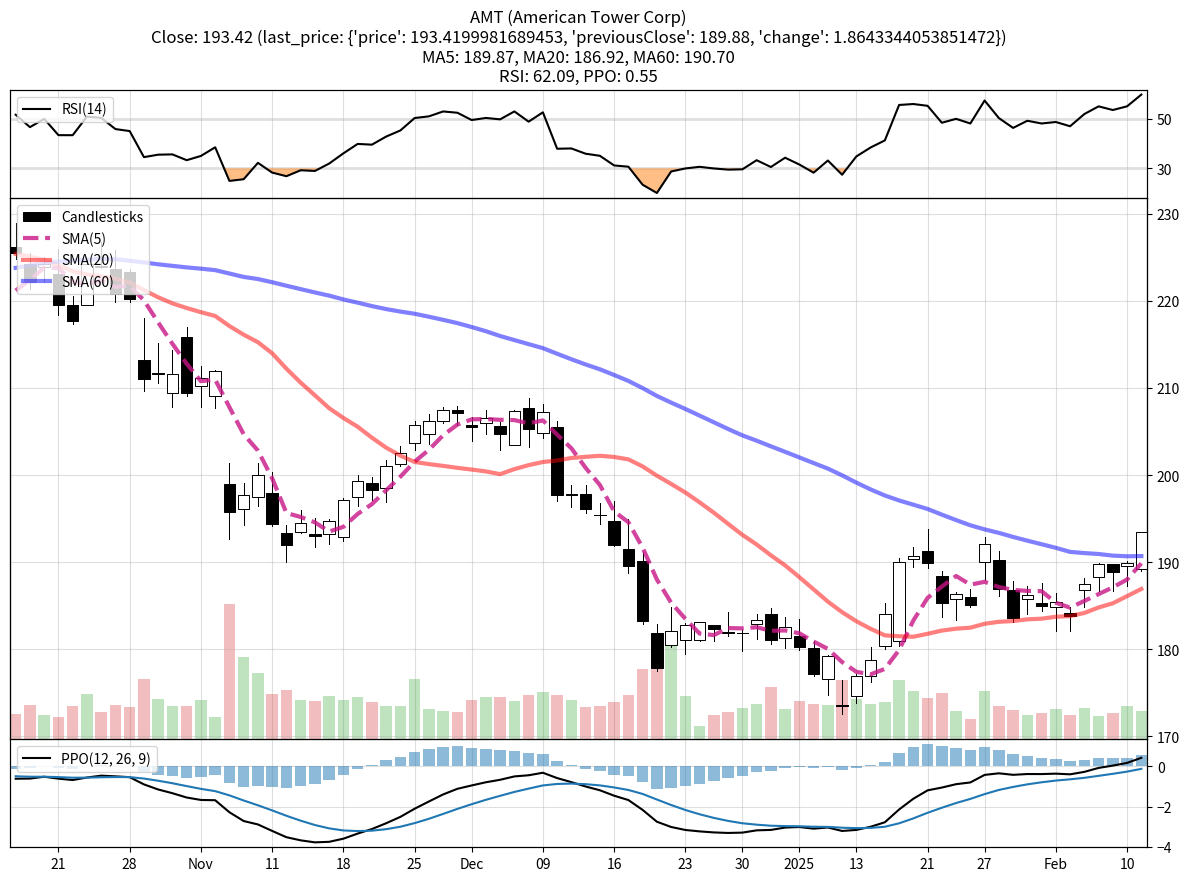 AMT (American Tower Corp)
Close: 193.42 (last_price: {'price': 193.4199981689453, 'previousClose': 189.88, 'change': 1.8643344053851472})
MA5: 189.87, MA20: 186.92, MA60: 190.70
RSI: 62.09, PPO: 0.55
RSI(14)
50
30
Candlesticks
SMA(5)
SMA(20)
SMA(60)
230
220
210
200
190
180
170
PPO(12, 26, 9)
0
−2
−4
21 28 Nov 11 18 25 Dec 09 16 23 30 2025 13 21 27 Feb 10